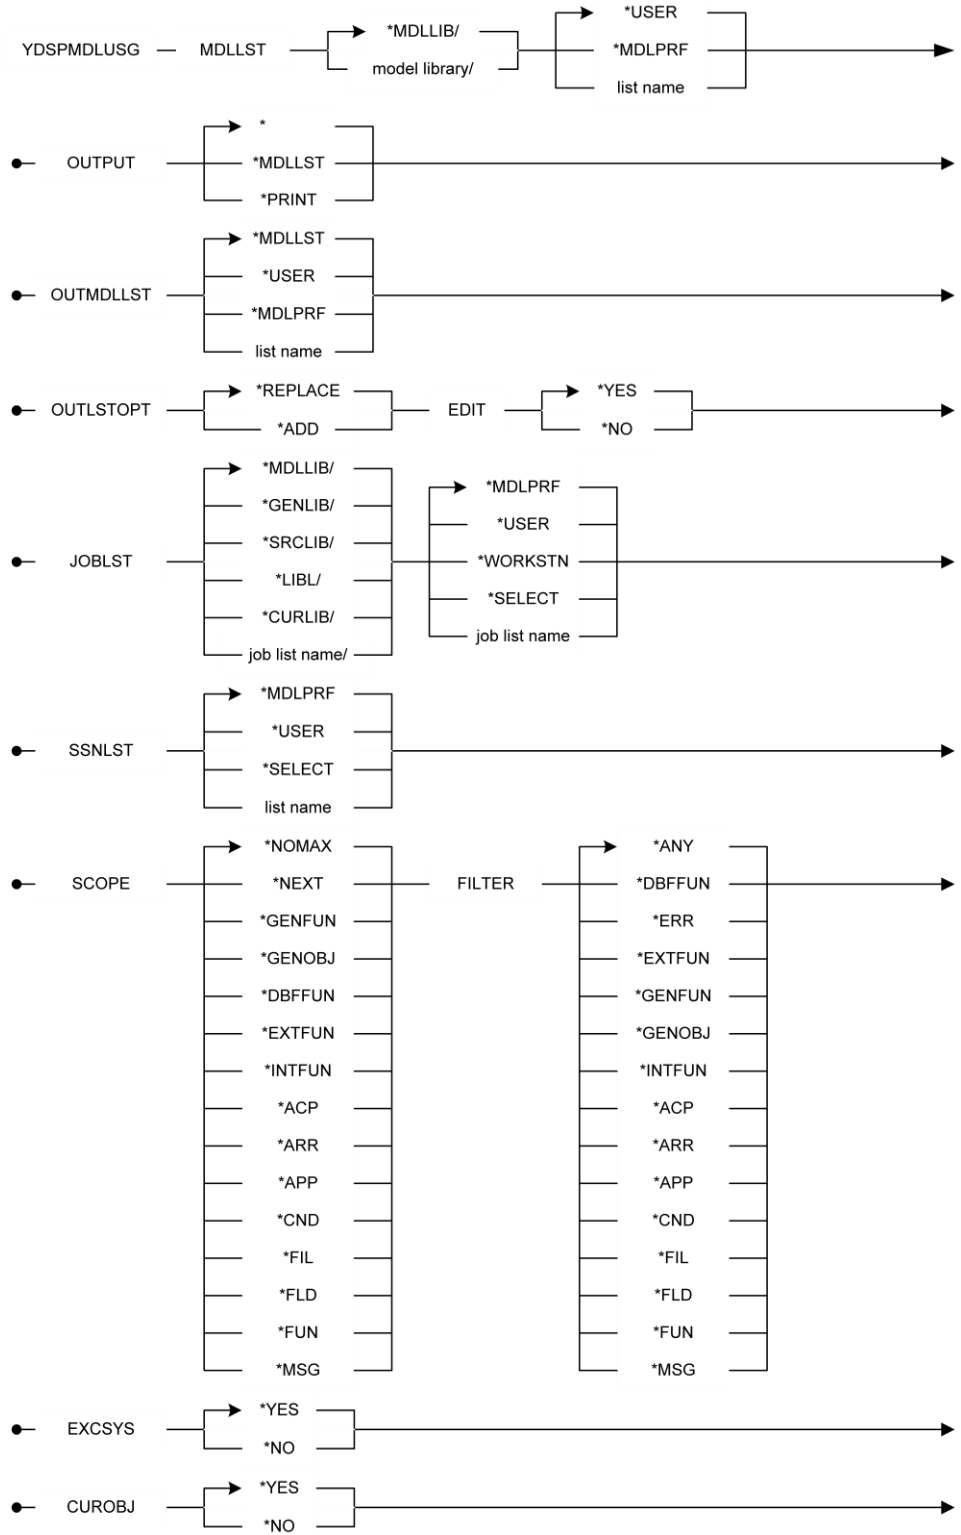 *USER
*MDLLIB/
YDSPMDLUSG MDLLST *MDLPRF
model library/
list name
*
OUTPUT *MDLLST
*PRINT
*MDLLST
*USER
OUTMDLLST
*MDLPRF
list name
*REPLACE *YES
OUTLSTOPT EDIT
*ADD *NO
*MDLLIB/
*MDLPRF
*GENLIB/
*USER
*SRCLIB/
JOBLST *WORKSTN
*LIBL/
*SELECT
*CURLIB/
job list name
job list name/
*MDLPRF
*USER
SSNLST
*SELECT
list name
*NOMAX *ANY
SCOPE *NEXT FILTER *DBFFUN
*GENFUN *ERR
*GENOBJ *EXTFUN
*DBFFUN *GENFUN
*EXTFUN *GENOBJ
*INTFUN *INTFUN
*ACP *ACP
*ARR *ARR
*APP *APP
*CND *CND
*FIL *FIL
*FLD *FLD
*FUN *FUN
*MSG *MSG
*YES
EXCSYS
*NO
*YES
CUROBJ
*NO